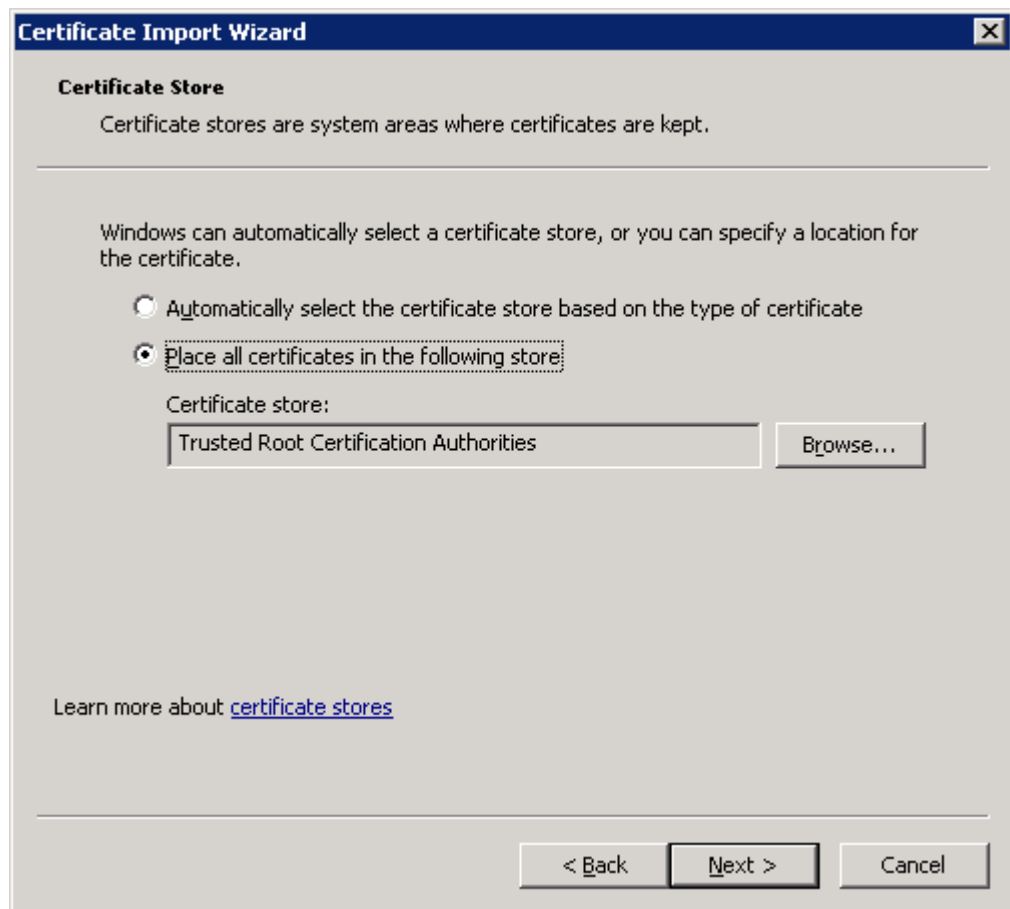 Certificate Import Wizard
Certificate Store
Certificate stores are system areas where certificates are kept.
Windows can automatically select a certificate store, or you can specify a location for
the certificate.
Automatically select the certificate store based on the type of certificate
Place all certificates in the following store
Certificate store:
Trusted Root Certification Authorities
Browse...
Learn more about certificate stores
< Back
Next >
Cancel